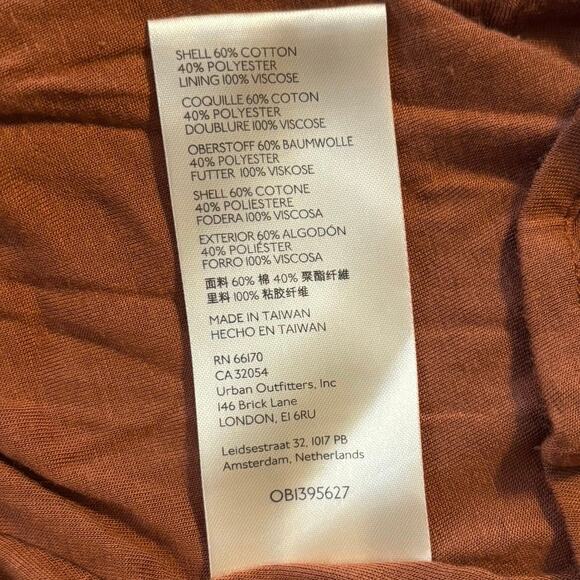 SHELL 60% COTTON
40% POLYESTER
LINING 100% VISCOSE
COQUILLE 60% COTON
40% POLYESTER
DOUBLURE 100% VISCOSE
OBERSTOFF 60% BAUMWOLLE
40% POLYESTER
FUTTER 100% VISKOSE
SHELL 60% COTONE
40% POLIESTERE
FODERA 100% VISCOSA
EXTERIOR 60% ALGODÓN
40% POLIÉSTER
FORRO 100% VISCOSA
面料 60% 棉 40% 聚酯纤维
里料 100% 粘胶纤维
MADE IN TAIWAN
HECHO EN TAIWAN
RN 66170
CA 32054
Urban Outfitters, Inc
146 Brick Lane
LONDON, E1 6RU
Leidsestraat 32, 1017 PB
Amsterdam, Netherlands
OB1395627